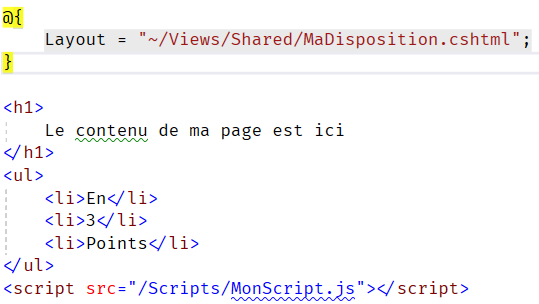 @{
    Layout = "~/Views/Shared/MaDisposition.cshtml";
}
<h1>
    Le contenu de ma page est ici
</h1>
<ul>
    <li>En</li>
    <li>3</li>
    <li>Points</li>
</ul>
<script src="/Scripts/MonScript.js"></script>